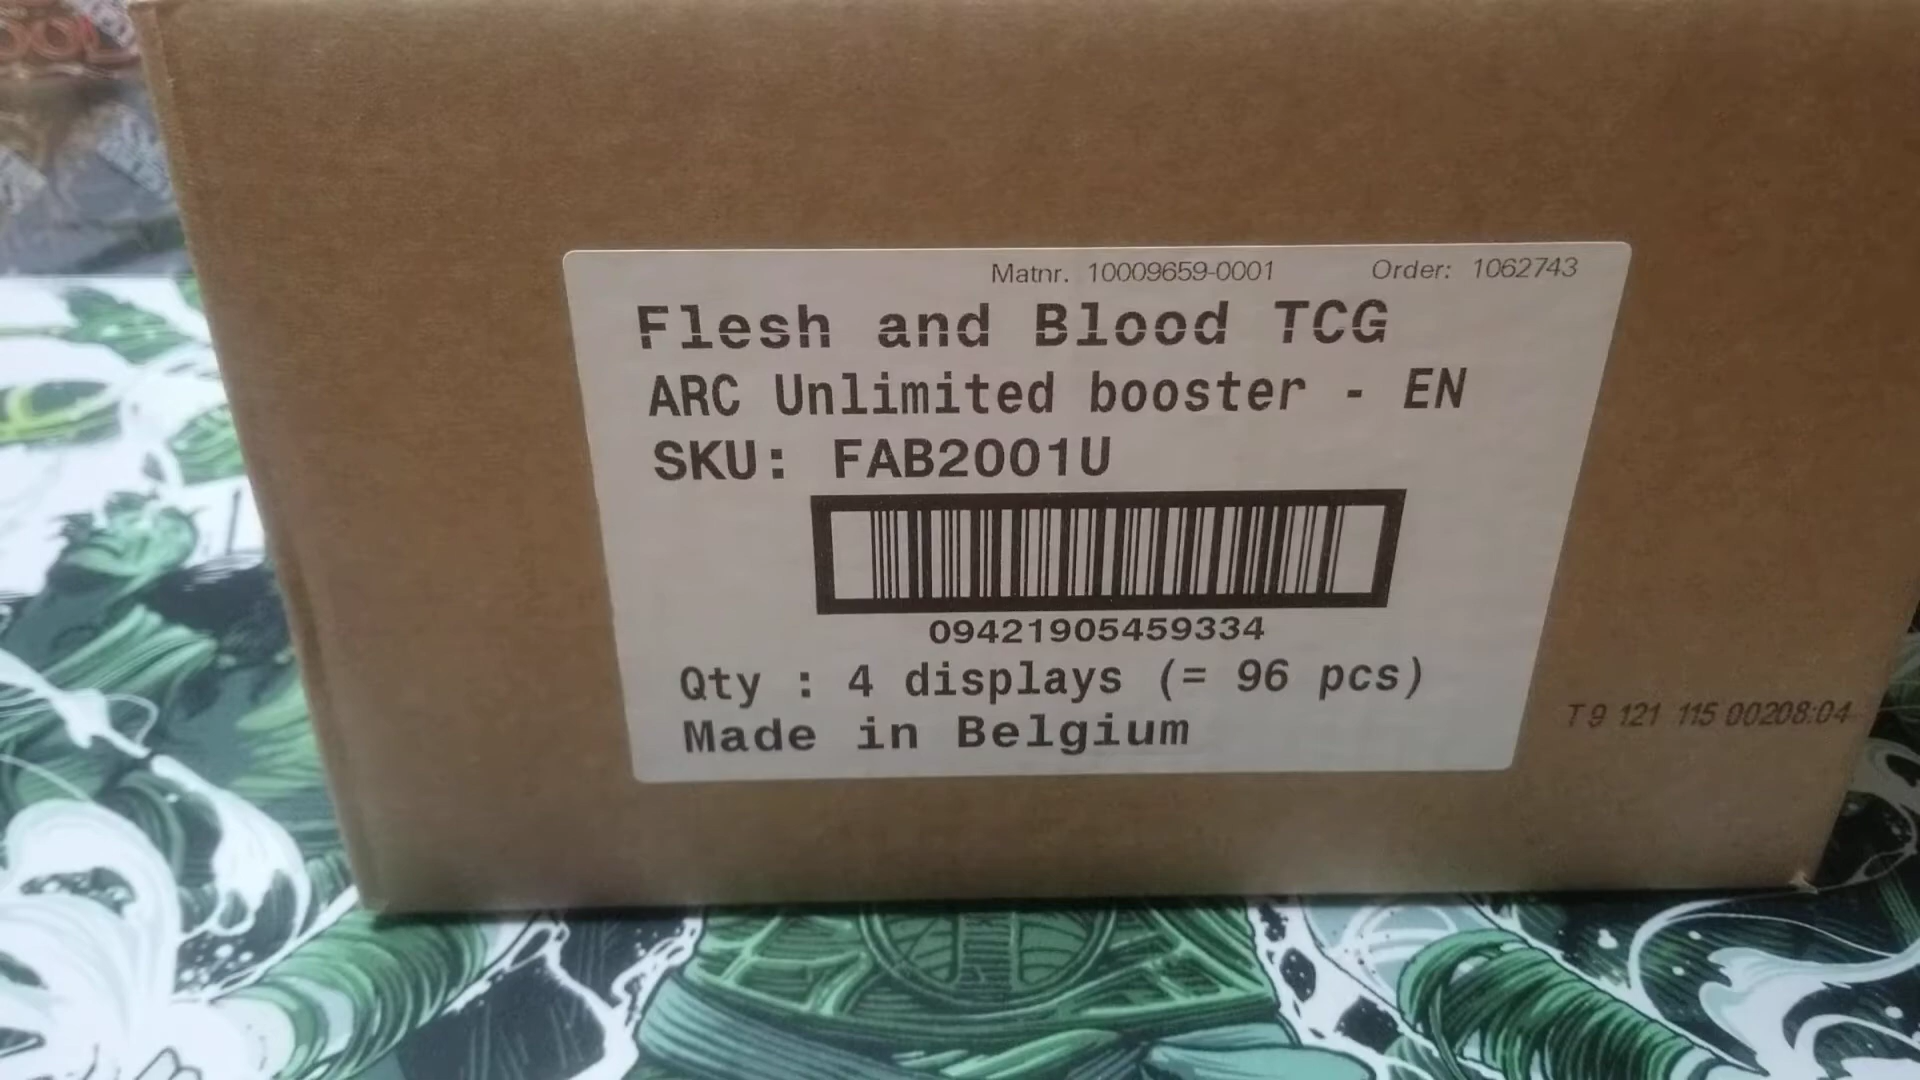 Matnr. 10009659-0001 Order: 1062743
Flesh and Blood TCG
ARC Unlimited booster - EN
SKU: FAB2001U
09421905459334
Qty : 4 displays (= 96 pcs)
Made in Belgium
T 9 121 115 00208:04